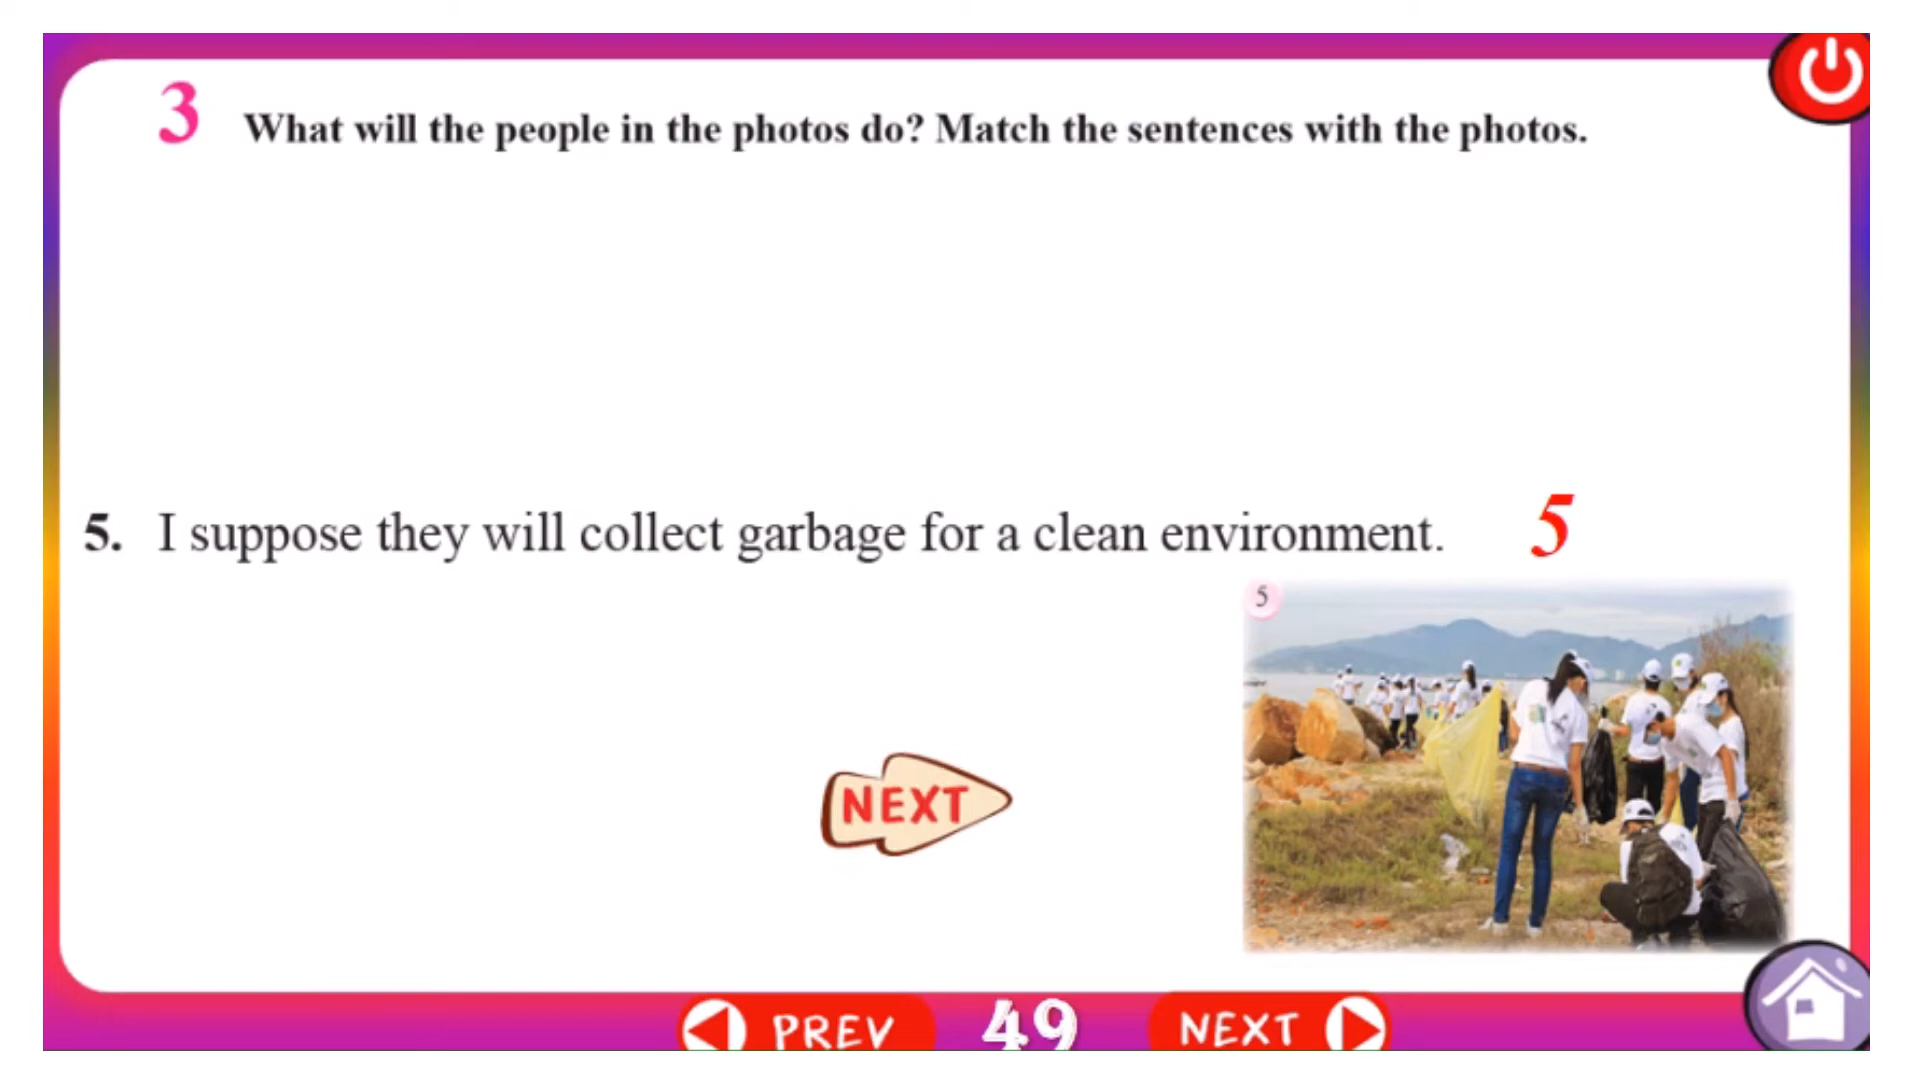 3 What will the people in the photos do? Match the sentences with the photos.
5. I suppose they will collect garbage for a clean environment. 5
5
NEXT
PREV 49 NEXT